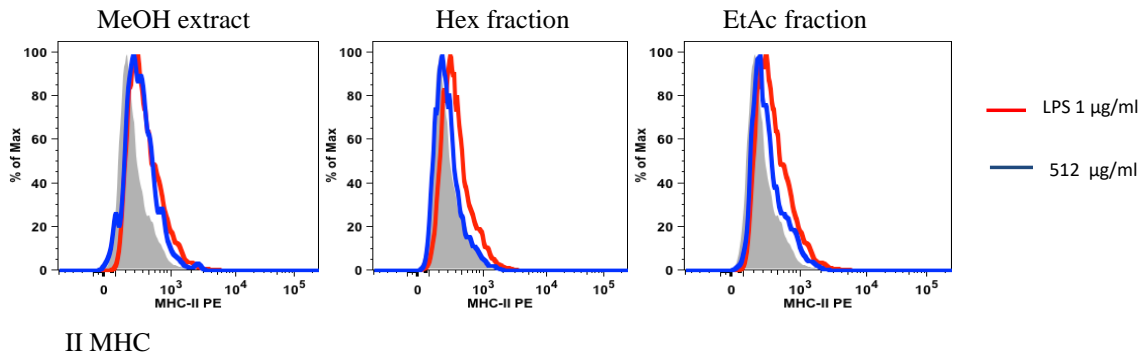 MeOH extract Hex fraction EtAc fraction
100 100 100
80 80 80
60 60 60
40 40 40
20 20 20
0 0 0
% of Max % of Max % of Max
0 10³ 10⁴ 10⁵ 0 10³ 10⁴ 10⁵ 0 10³ 10⁴ 10⁵
MHC-II PE MHC-II PE MHC-II PE
LPS 1 µg/ml
512 µg/ml
II MHC